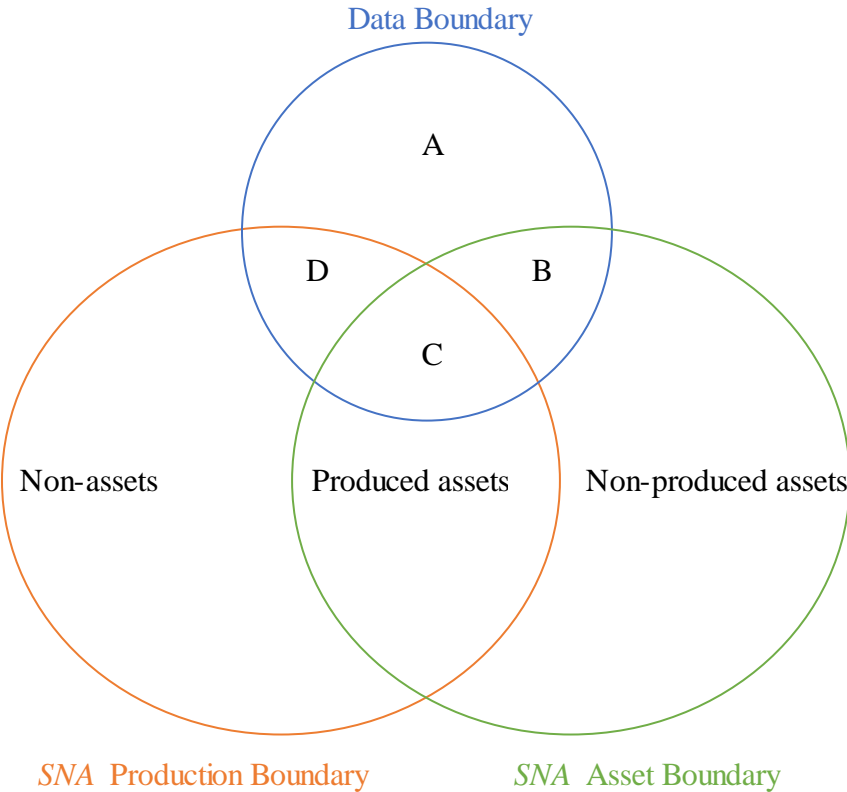 Data Boundary
A
D
B
C
Non-assets
Produced assets
Non-produced assets
SNA Production Boundary
SNA Asset Boundary